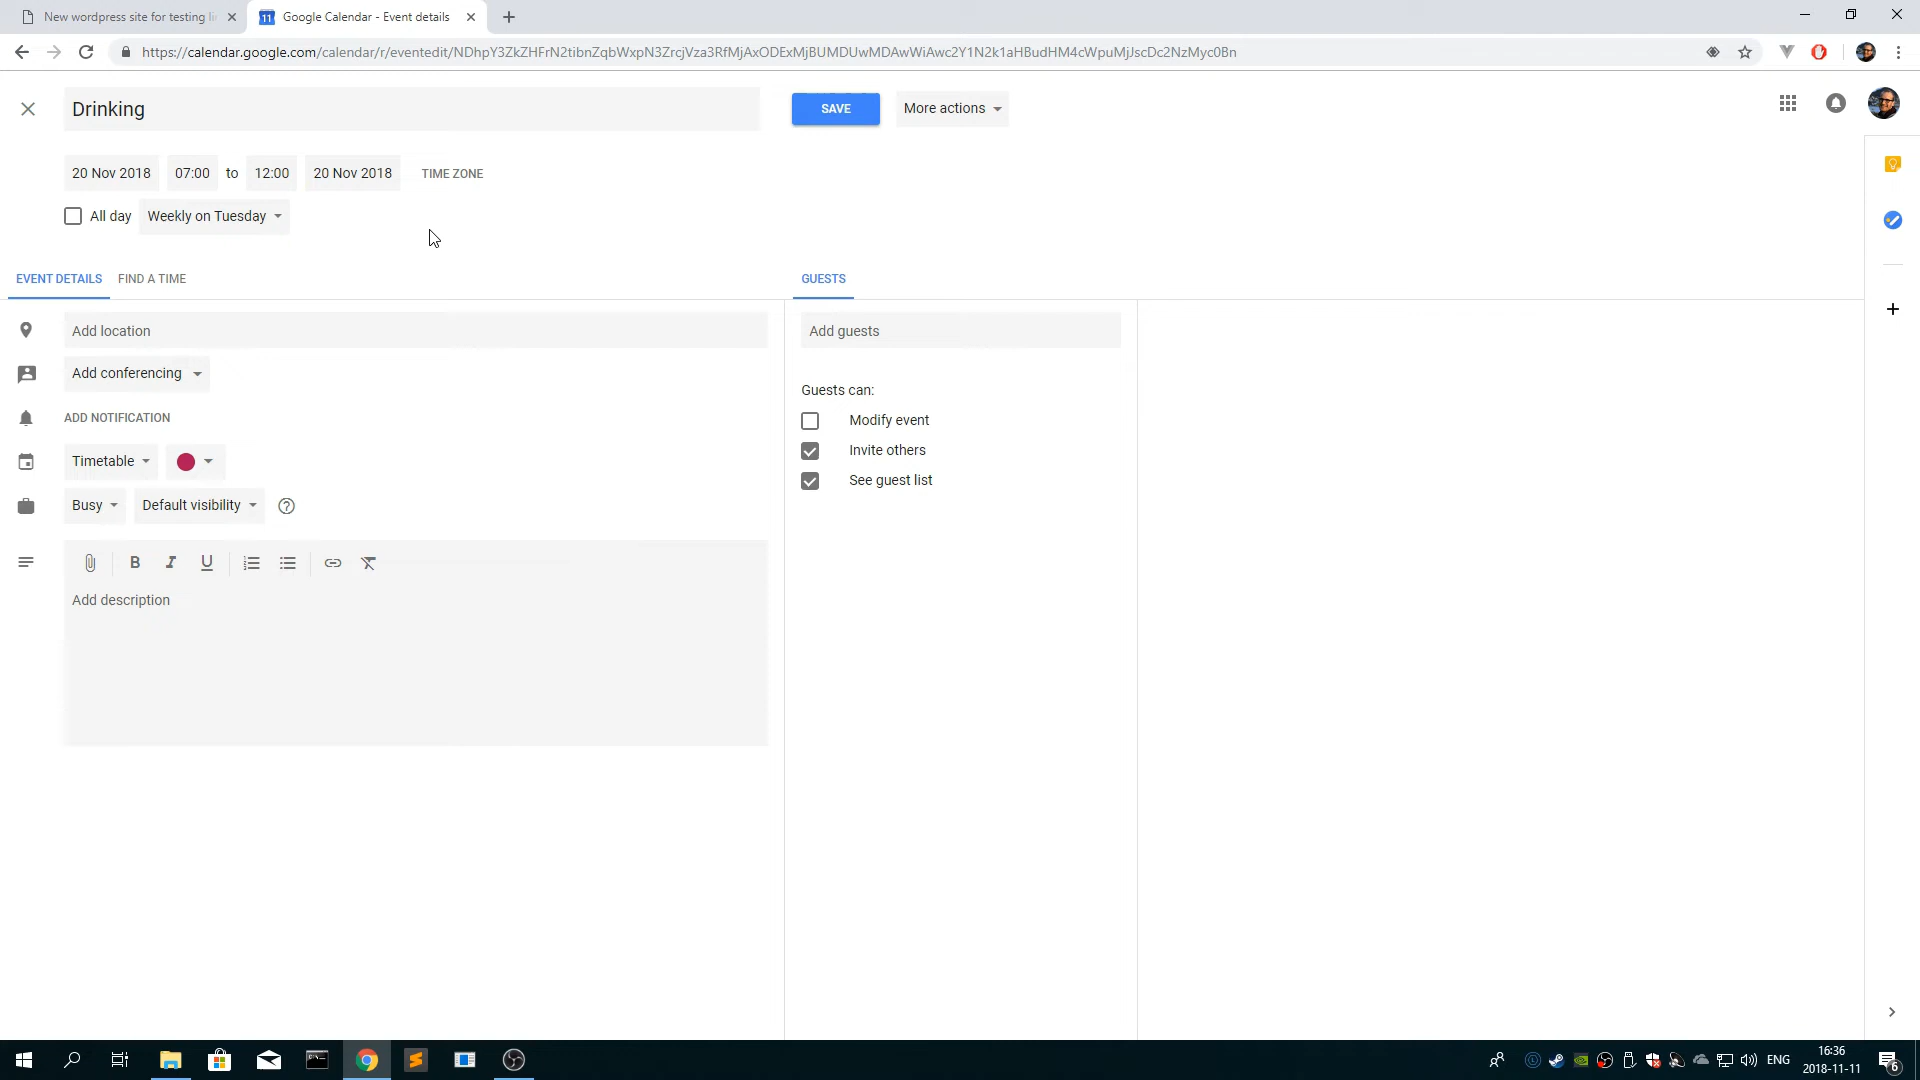 New wordpress site for testing li
Google Calendar - Event details
https://calendar.google.com/calendar/r/eventedit/NDhpY3ZkZHFrN2tibnZqbWxpN3ZrcjVza3RfMjAxODExMjBUMDUwMDAwWiAwc2Y1N2k1aHBudHM4cWpuMjJscDc2NzMyc0Bn
Drinking
SAVE
More actions
20 Nov 2018
07:00
to
12:00
20 Nov 2018
TIME ZONE
All day
Weekly on Tuesday
EVENT DETAILS
FIND A TIME
GUESTS
Add location
Add guests
Add conferencing
Guests can:
ADD NOTIFICATION
Modify event
Invite others
Timetable
See guest list
Busy
Default visibility
B
I
U
Add description
ENG
16:36
2018-11-11
6